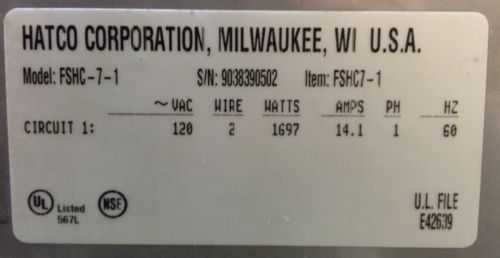 HATCO CORPORATION, MILWAUKEE, WI U.S.A.
Model: FSHC-7-1 S/N: 9038390502 Item: FSHC7-1
~VAC WIRE WATTS AMPS PH HZ
CIRCUIT 1: 120 2 1697 14.1 1 60
UL Listed 567L NSF
U.L. FILE
E42639